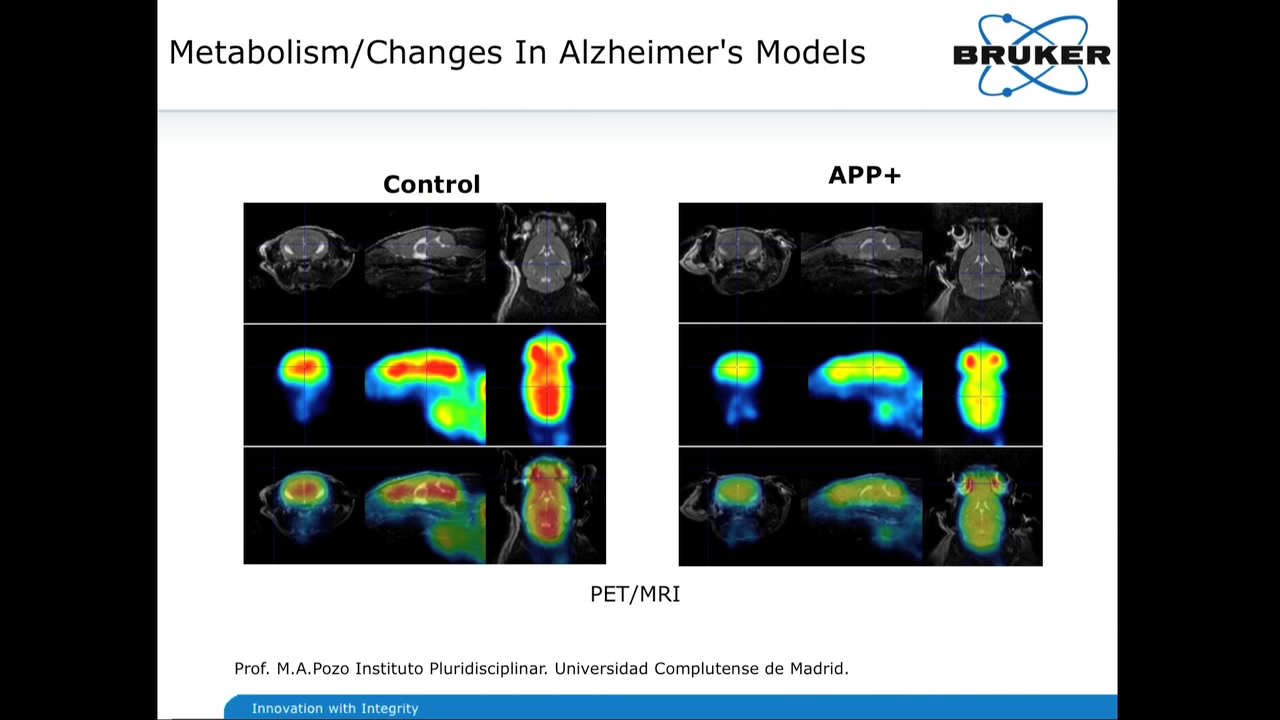 Metabolism/Changes In Alzheimer's Models
BRUKER
Control
APP+
PET/MRI
Prof. M.A.Pozo Instituto Pluridisciplinar. Universidad Complutense de Madrid.
Innovation with Integrity